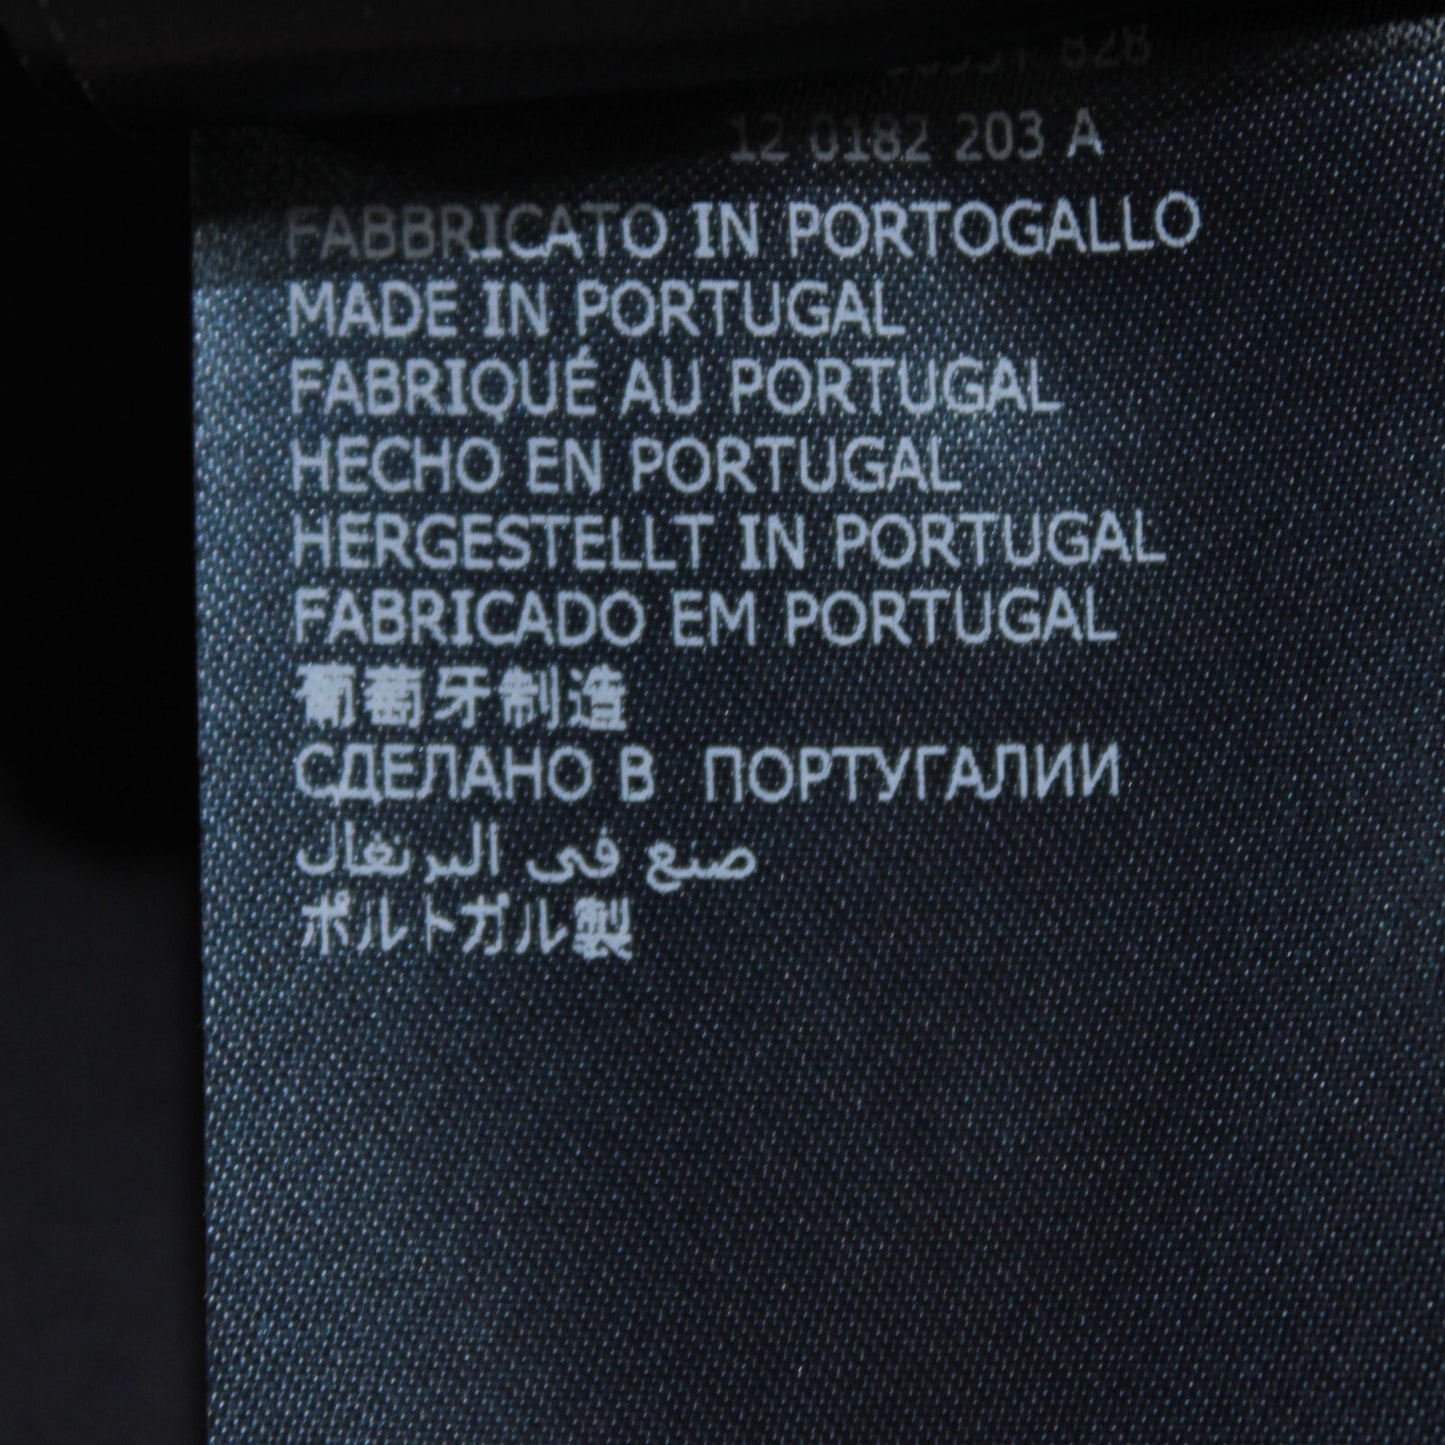 828
12 0182 203 A
FABBRICATO IN PORTOGALLO
MADE IN PORTUGAL
FABRIQUÉ AU PORTUGAL
HECHO EN PORTUGAL
HERGESTELLT IN PORTUGAL
FABRICADO EM PORTUGAL
葡萄牙制造
СДЕЛАНО В ПОРТУГАЛИИ
صنع في البرتغال
ポルトガル製